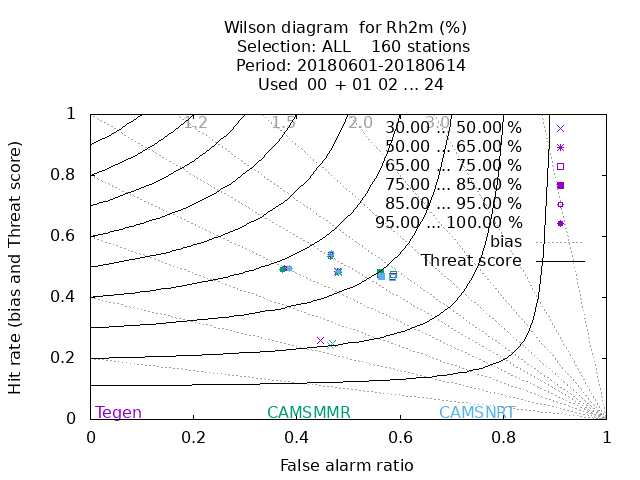 Wilson diagram  for Rh2m (%)
Selection: ALL    160 stations
Period: 20180601-20180614
Used  00  + 01 02 ... 24
1.2 1.5 2.0 3.0
30.00 ... 50.00 %
50.00 ... 65.00 %
65.00 ... 75.00 %
75.00 ... 85.00 %
85.00 ... 95.00 %
95.00 ... 100.00 %
bias
Threat score
Hit rate (bias and Threat score)
1
0.8
0.6
0.4
0.2
0
Tegen CAMSMMR CAMSNRT
0 0.2 0.4 0.6 0.8 1
False alarm ratio